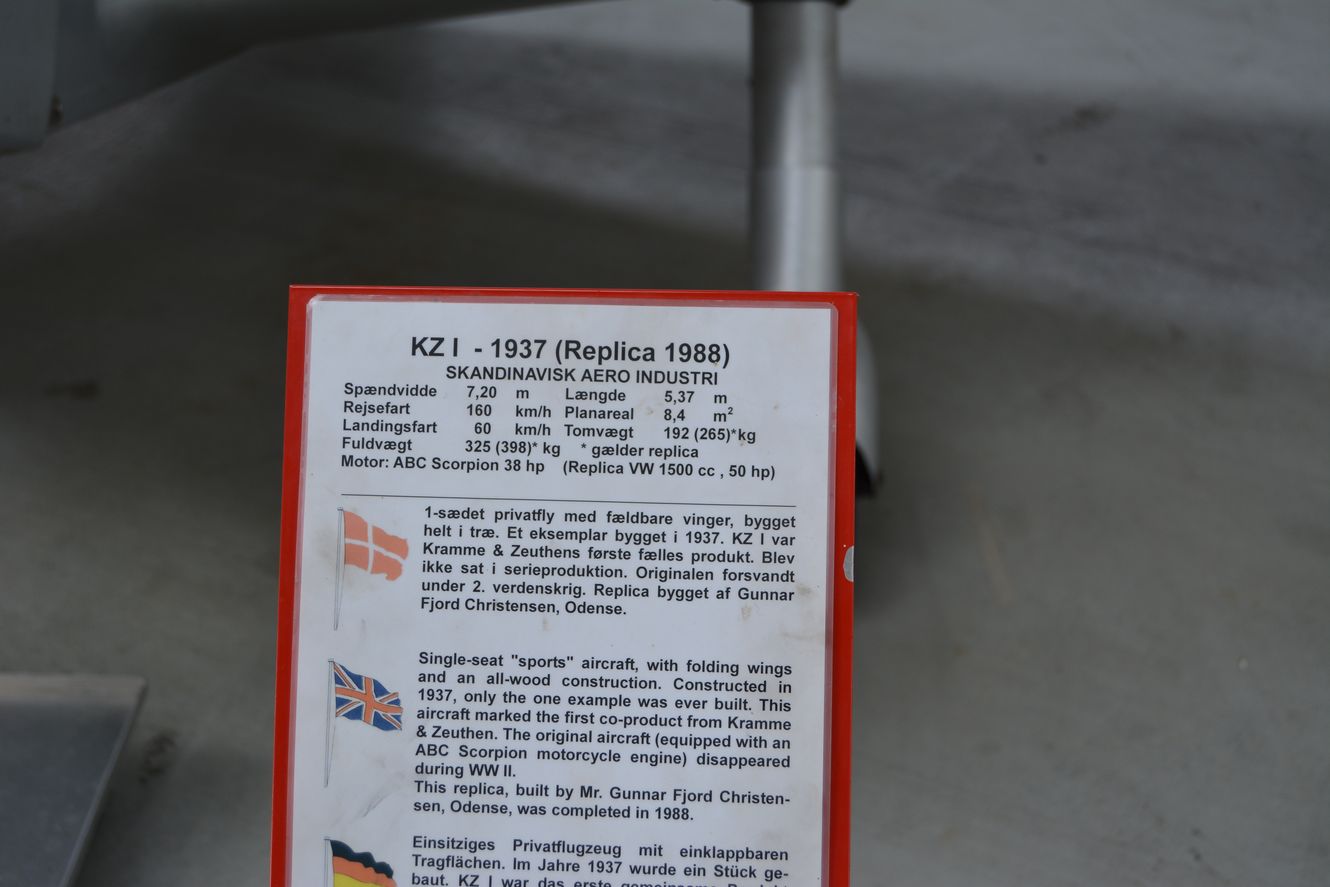 KZ I - 1937 (Replica 1988)
SKANDINAVISK AERO INDUSTRI
Spændvidde 7,20 m Længde 5,37 m
Rejsefart 160 km/h Planareal 8,4 m²
Landingsfart 60 km/h Tomvægt 192 (265)*kg
Fuldvægt 325 (398)* kg * gælder replica
Motor: ABC Scorpion 38 hp (Replica VW 1500 cc , 50 hp)
1-sædet privatfly med fældbare vinger, bygget
helt i træ. Et eksemplar bygget i 1937. KZ I var
Kramme & Zeuthens første fælles produkt. Blev
ikke sat i serieproduktion. Originalen forsvandt
under 2. verdenskrig. Replica bygget af Gunnar
Fjord Christensen, Odense.
Single-seat "sports" aircraft, with folding wings
and an all-wood construction. Constructed in
1937, only the one example was ever built. This
aircraft marked the first co-product from Kramme
& Zeuthen. The original aircraft (equipped with an
ABC Scorpion motorcycle engine) disappeared
during WW II.
This replica, built by Mr. Gunnar Fjord Christen-
sen, Odense, was completed in 1988.
Einsitziges Privatflugzeug mit einklappbaren
Tragflächen. Im Jahre 1937 wurde ein Stück ge-
baut. KZ I war das erste gemeinsame